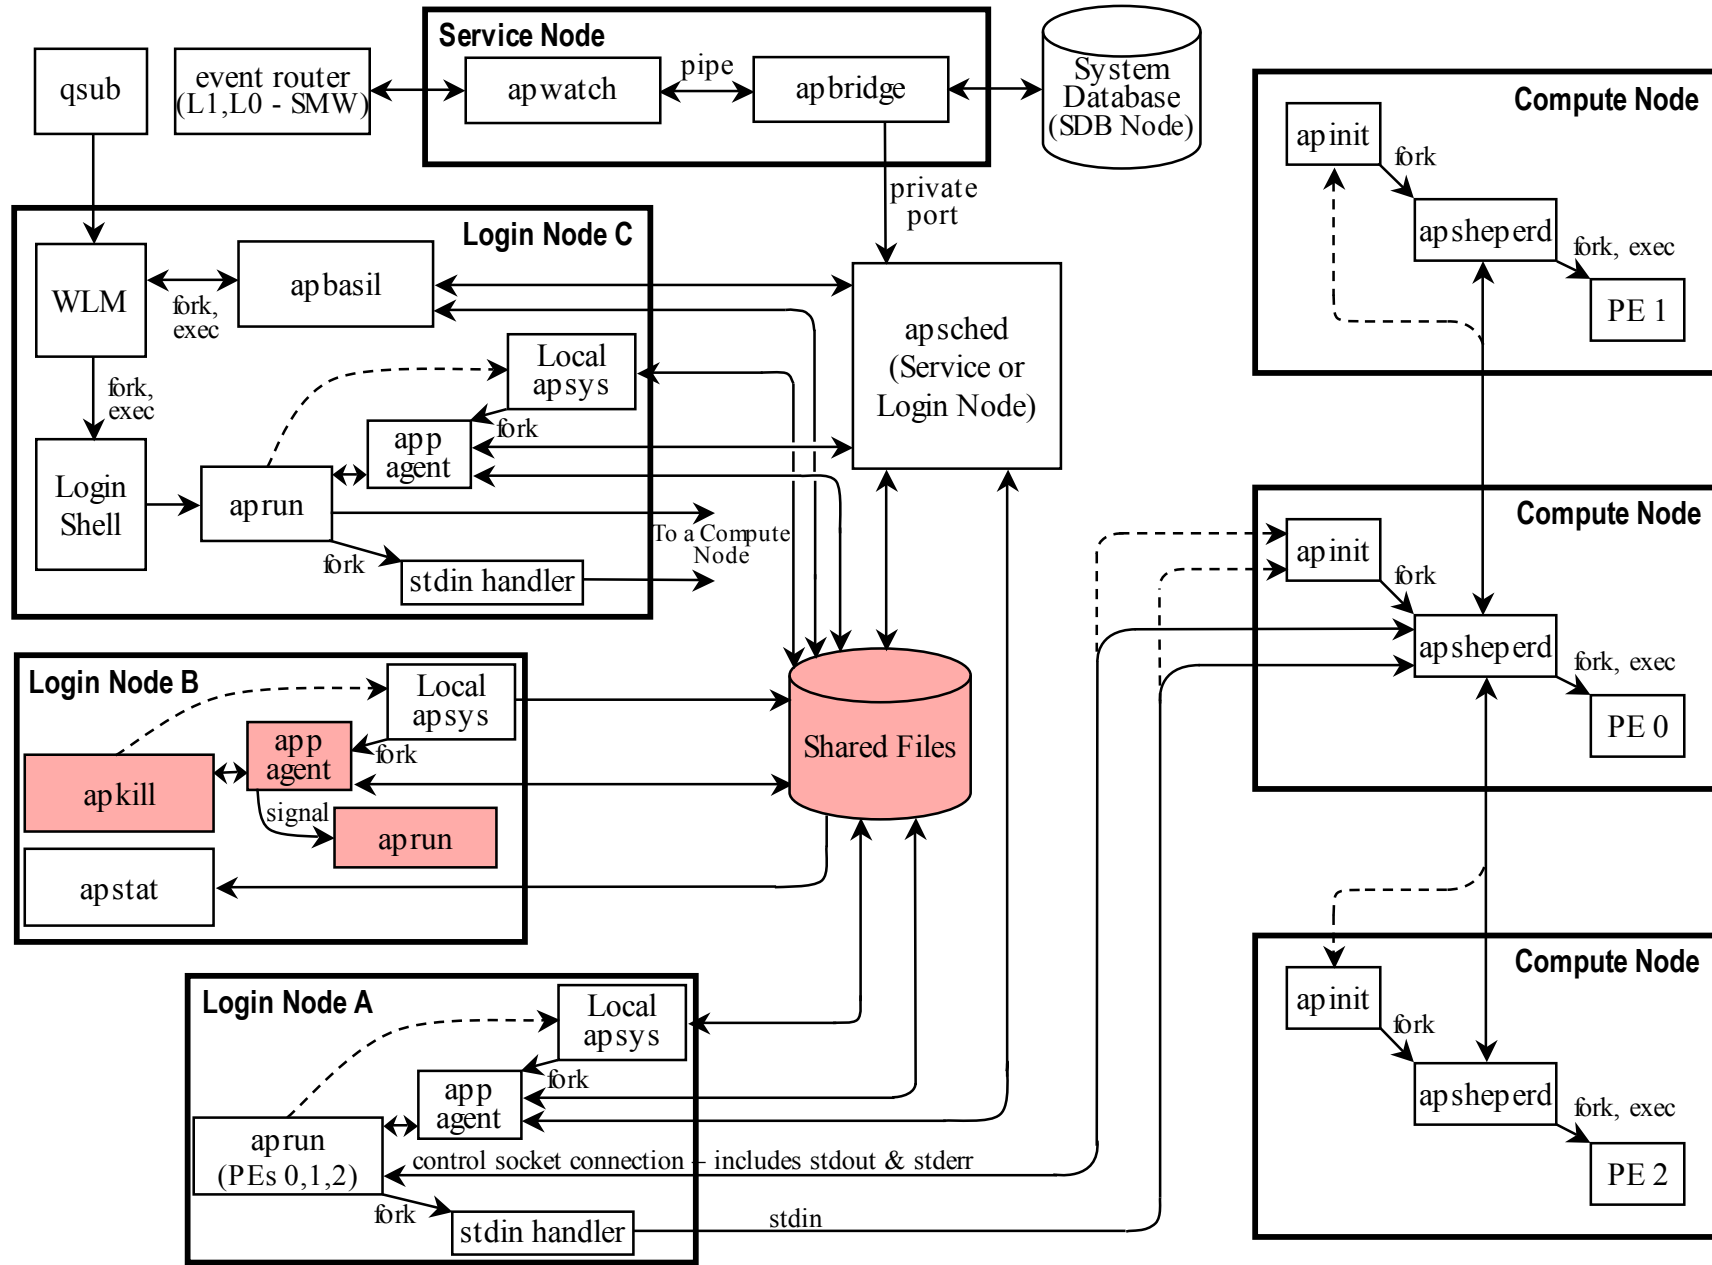 Service Node
qsub
event router
(L1,L0 - SMW)
apwatch
pipe
apbridge
System
Database
(SDB Node)
private
port
Login Node C
WLM
fork,
exec
apbasil
Local
apsys
fork
app
agent
fork,
exec
Login
Shell
aprun
fork
stdin handler
To a Compute
Node
apsched
(Service or
Login Node)
Login Node B
Local
apsys
fork
app
agent
apkill
signal
aprun
apstat
Shared Files
Login Node A
Local
apsys
fork
app
agent
aprun
(PEs 0,1,2)
control socket connection – includes stdout & stderr
fork
stdin handler
stdin
Compute Node
apinit
fork
apsheperd
fork, exec
PE 1
Compute Node
apinit
fork
apsheperd
fork, exec
PE 0
Compute Node
apinit
fork
apsheperd
fork, exec
PE 2